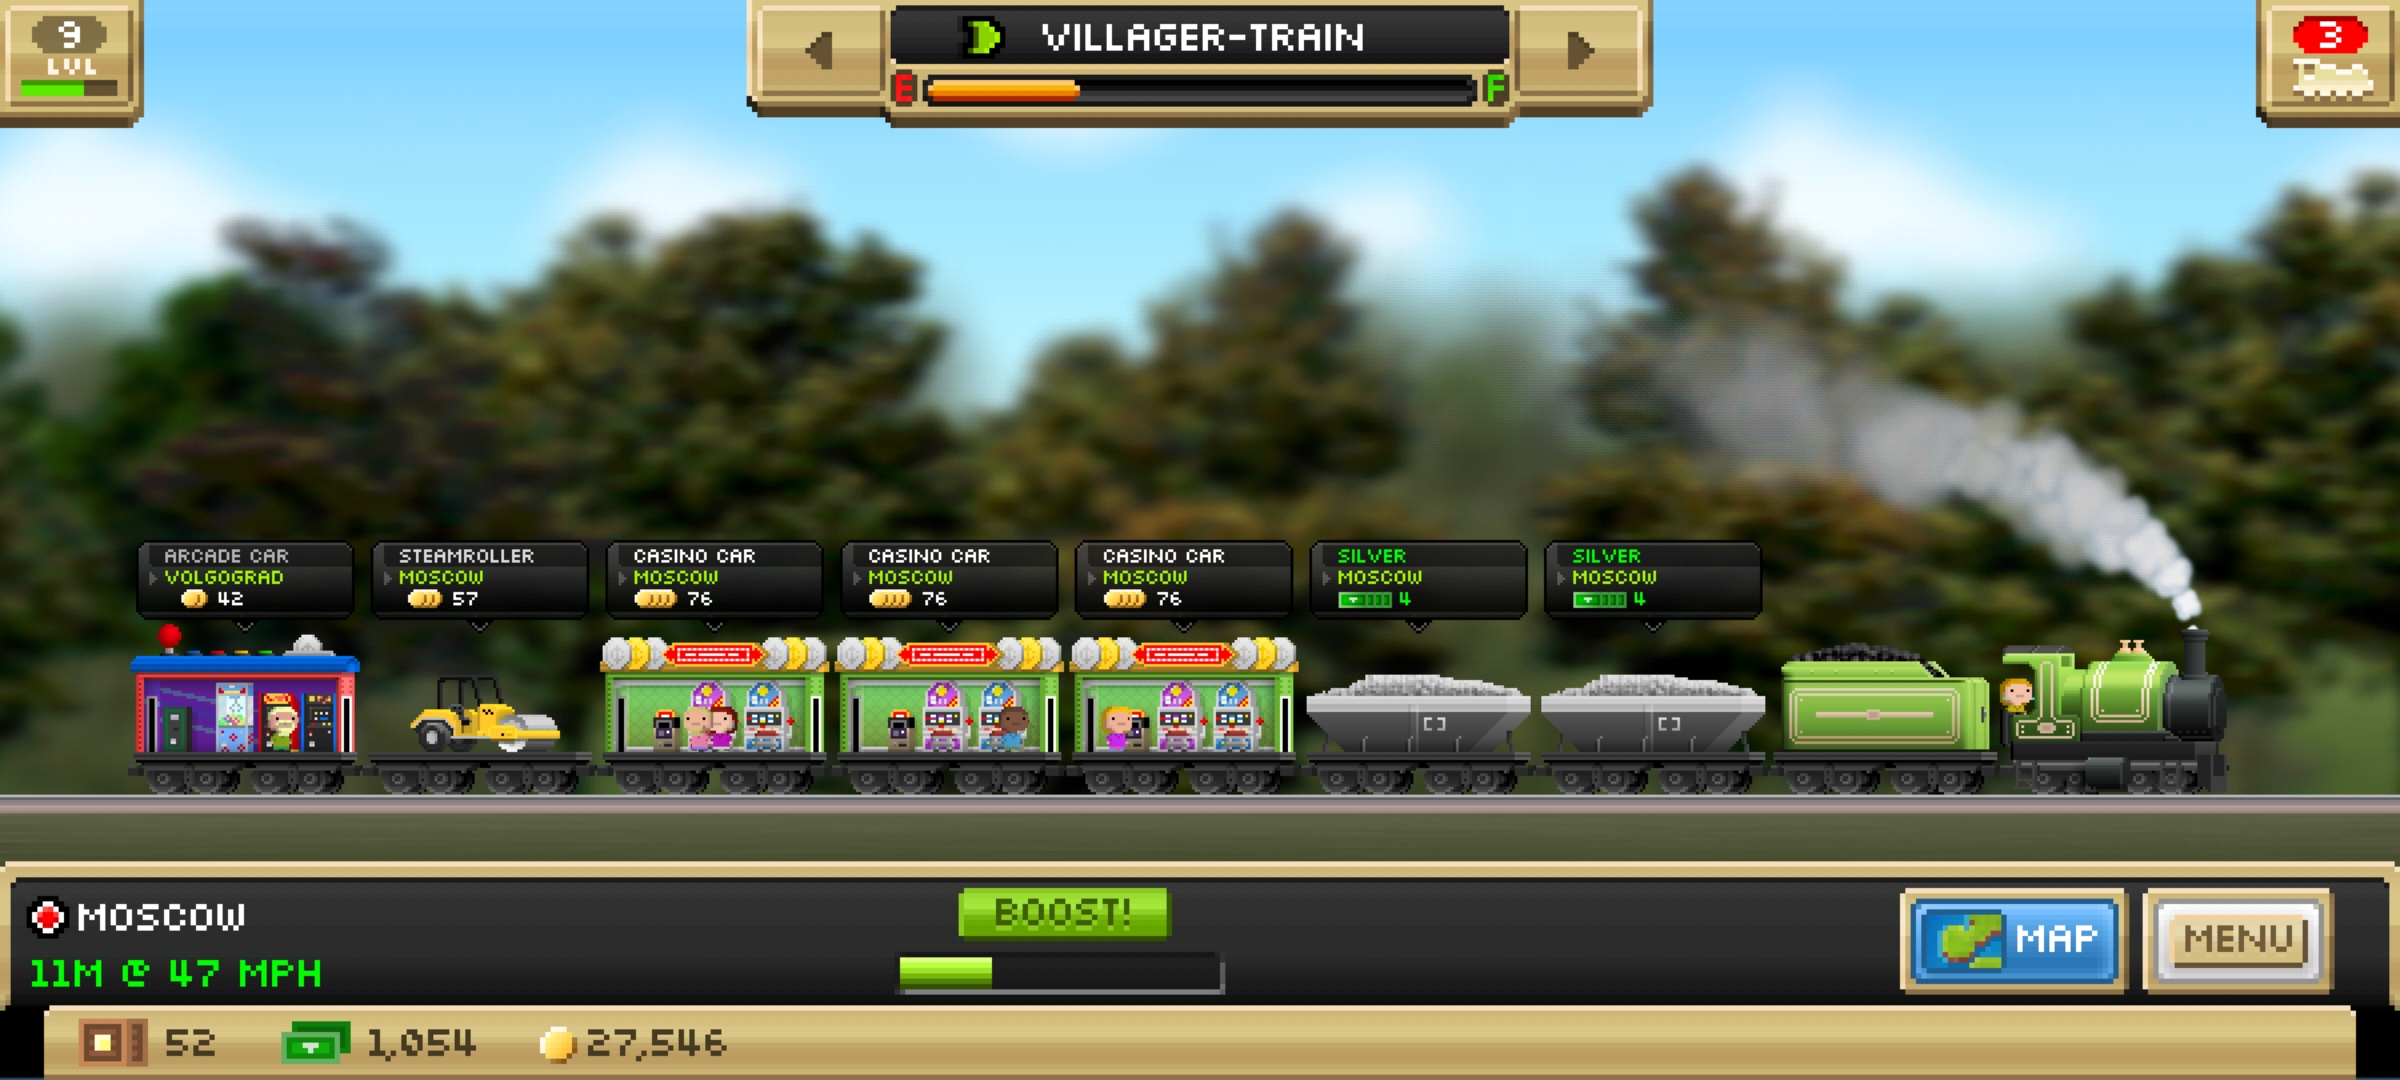 9
LVL
VILLAGER-TRAIN
E
F
3
ARCADE CAR
VOLGOGRAD
42
STEAMROLLER
MOSCOW
57
CASINO CAR
MOSCOW
76
CASINO CAR
MOSCOW
76
CASINO CAR
MOSCOW
76
SILVER
MOSCOW
4
SILVER
MOSCOW
4
MOSCOW
11M @ 47 MPH
BOOST!
MAP
MENU
52
1,054
27,546